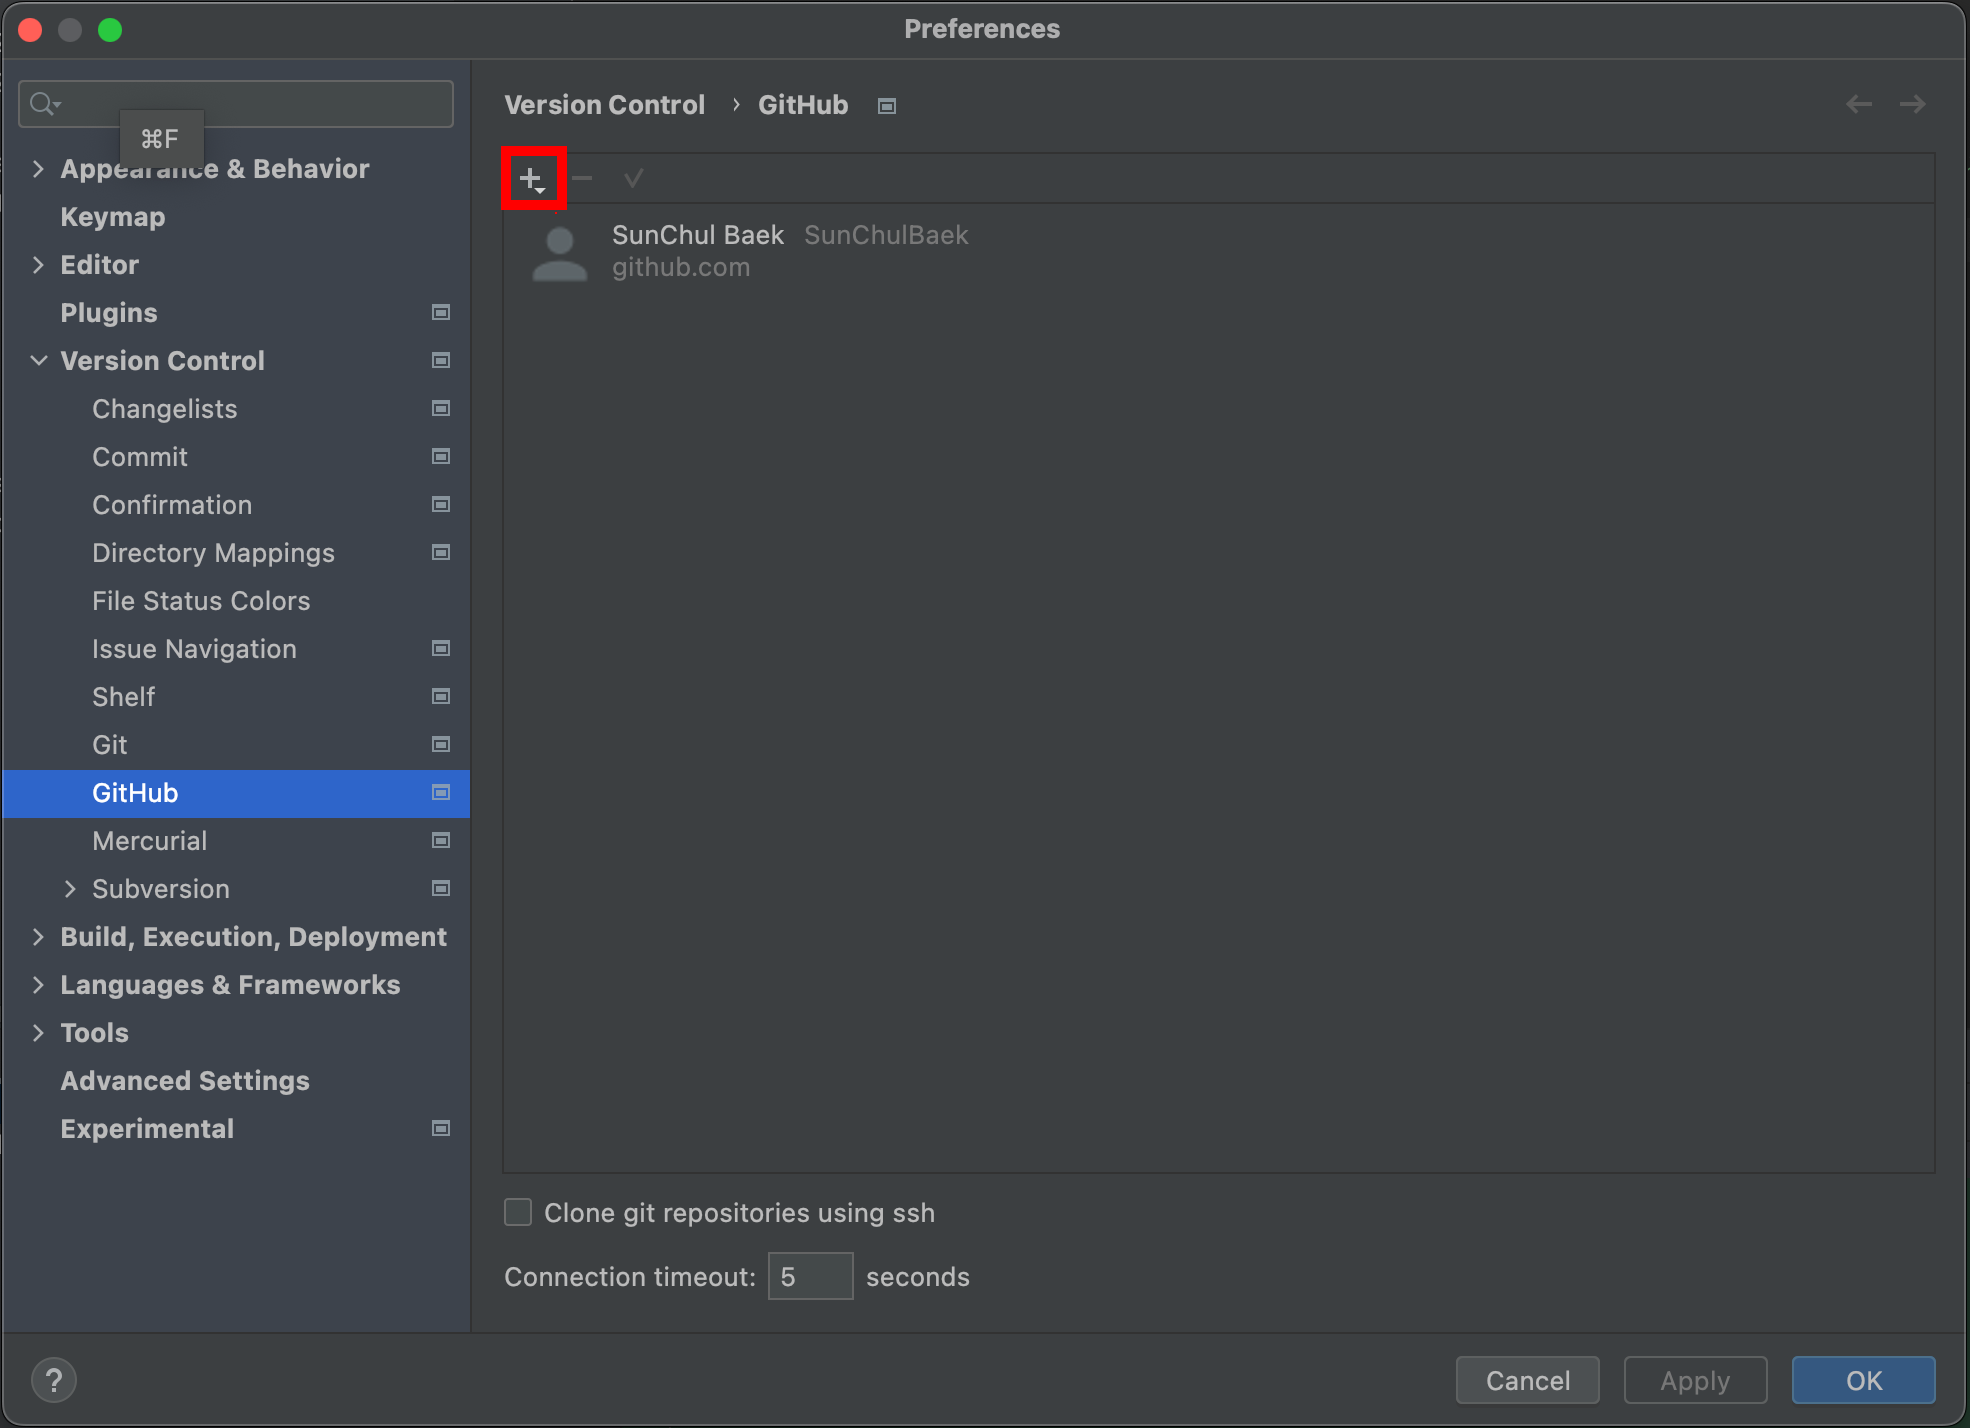 Preferences
⌘F
Appearance & Behavior
Keymap
Editor
Plugins
Version Control
Changelists
Commit
Confirmation
Directory Mappings
File Status Colors
Issue Navigation
Shelf
Git
GitHub
Mercurial
Subversion
Build, Execution, Deployment
Languages & Frameworks
Tools
Advanced Settings
Experimental
Version Control › GitHub
SunChul Baek SunChulBaek
github.com
Clone git repositories using ssh
Connection timeout: 5 seconds
?
Cancel Apply OK